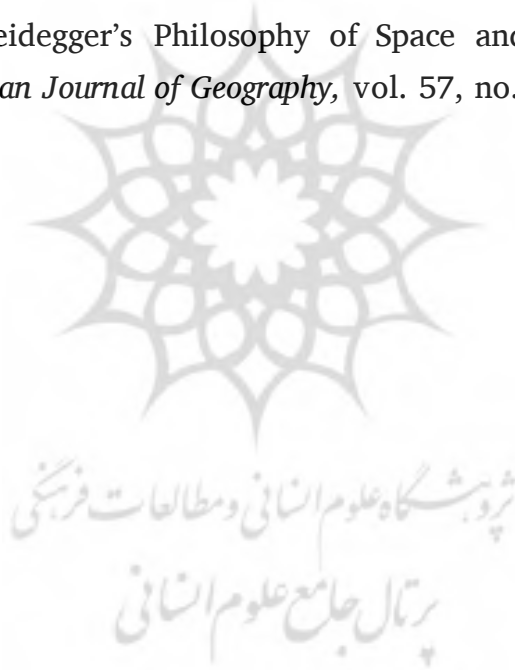 eidegger’s Philosophy of Space and
an Journal of Geography, vol. 57, no.
پژوهشگاه علوم انسانی و مطالعات فرهنگی
پرتال جامع علوم انسانی